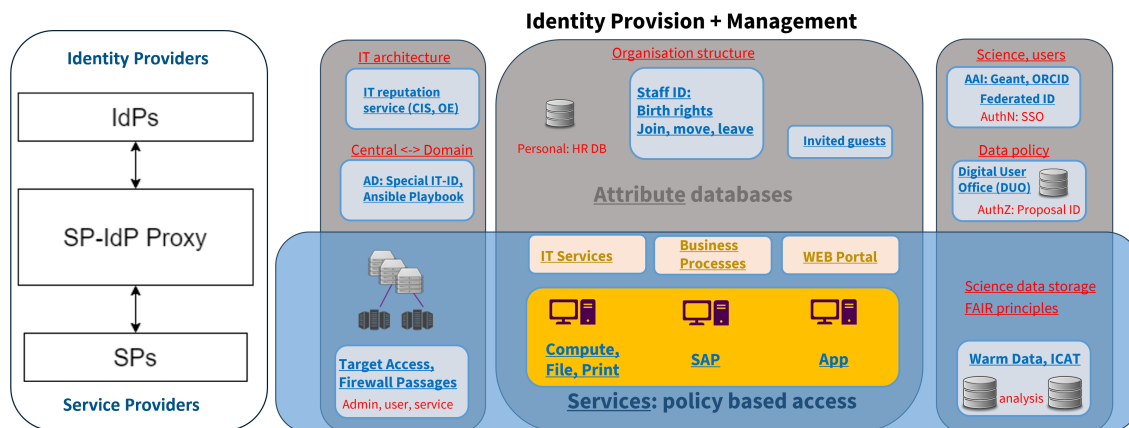 Identity Provision + Management
Identity Providers
IdPs
SP-IdP Proxy
SPs
Service Providers
IT architecture
IT reputation
service (CIS, OE)
Central <-> Domain
AD: Special IT-ID,
Ansible Playbook
Target Access,
Firewall Passages
Admin, user, service
Organisation structure
Personal: HR DB
Staff ID:
Birth rights
Join, move, leave
Invited guests
Attribute databases
IT Services
Business
Processes
WEB Portal
Compute,
File, Print
SAP
App
Services: policy based access
Science, users
AAI: Geant, ORCID
Federated ID
AuthN: SSO
Data policy
Digital User
Office (DUO)
AuthZ: Proposal ID
Science data storage
FAIR principles
Warm Data, ICAT
analysis